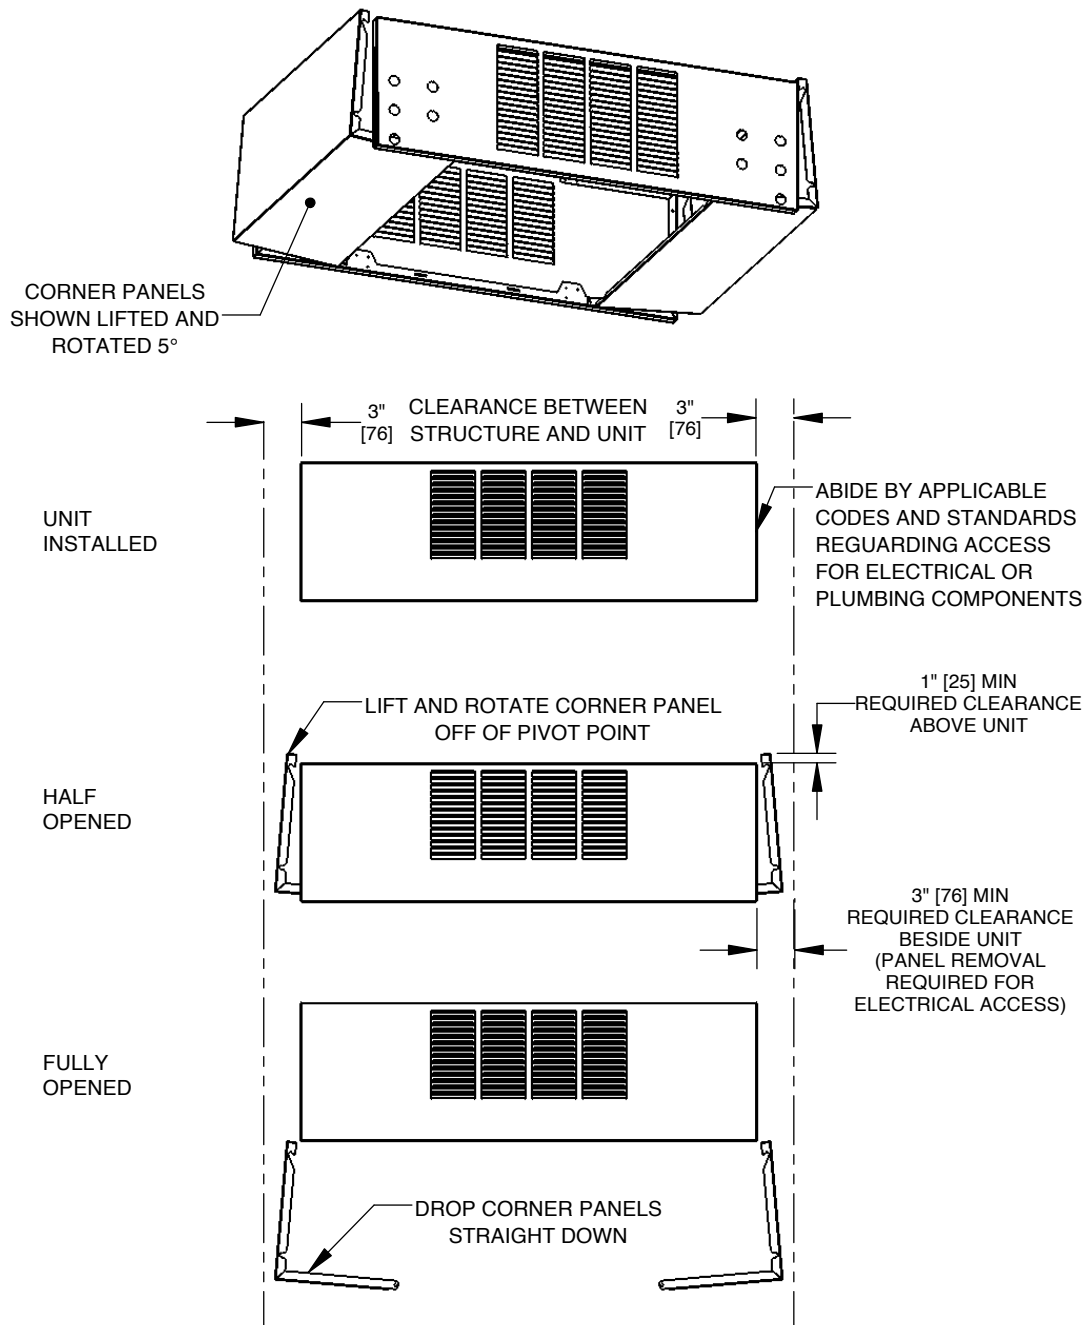 CORNER PANELS
SHOWN LIFTED AND
ROTATED 5°
3"
[76]
CLEARANCE BETWEEN
STRUCTURE AND UNIT
3"
[76]
UNIT
INSTALLED
ABIDE BY APPLICABLE
CODES AND STANDARDS
REGUARDING ACCESS
FOR ELECTRICAL OR
PLUMBING COMPONENTS
LIFT AND ROTATE CORNER PANEL
OFF OF PIVOT POINT
1" [25] MIN
REQUIRED CLEARANCE
ABOVE UNIT
HALF
OPENED
3" [76] MIN
REQUIRED CLEARANCE
BESIDE UNIT
(PANEL REMOVAL
REQUIRED FOR
ELECTRICAL ACCESS)
FULLY
OPENED
DROP CORNER PANELS
STRAIGHT DOWN